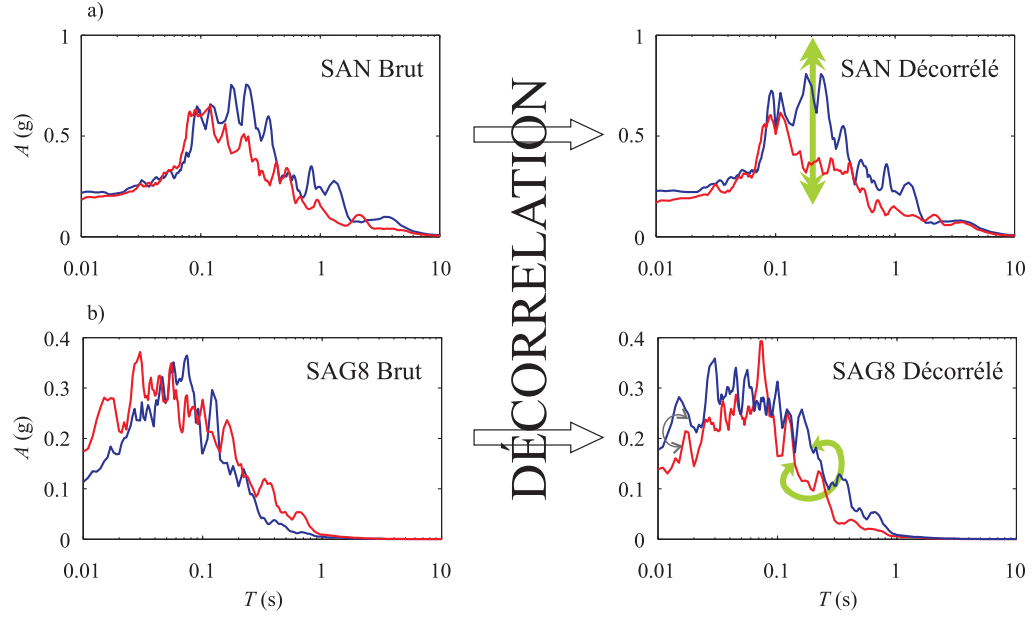 a)
1
0.5
0
A (g)
SAN Brut
0.01
0.1
1
10
DÉCORRELATION
1
0.5
0
A (g)
SAN Décorrélé
0.01
0.1
1
10
b)
0.4
0.3
0.2
0.1
0
A (g)
SAG8 Brut
0.01
0.1
1
10
T (s)
0.4
0.3
0.2
0.1
0
A (g)
SAG8 Décorrélé
0.01
0.1
1
10
T (s)